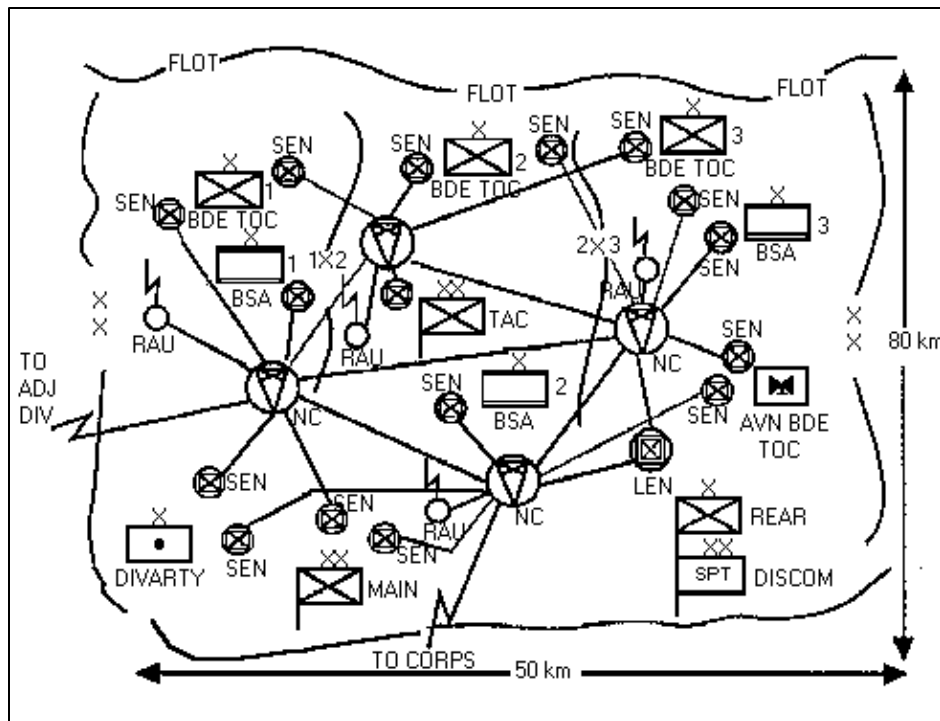 FLOT
FLOT
FLOT
X
SEN
SEN
X
2
BDE TOC
SEN
SEN
X
3
BDE TOC
X
1
SEN
BDE TOC
SEN
X
3
BSA
SEN
X
1
BSA
1X2
2X3
XX
TAC
RAU
RAU
RAU
X
X
X
X
80 km
TO
ADJ
DIV
NC
NC
SEN
X
2
BSA
SEN
SEN
AVN BDE
TOC
SEN
SEN
LEN
NC
RAU
SEN
X
DIVARTY
SEN
SEN
XX
MAIN
X
REAR
XX
SPT
DISCOM
TO CORPS
50 km